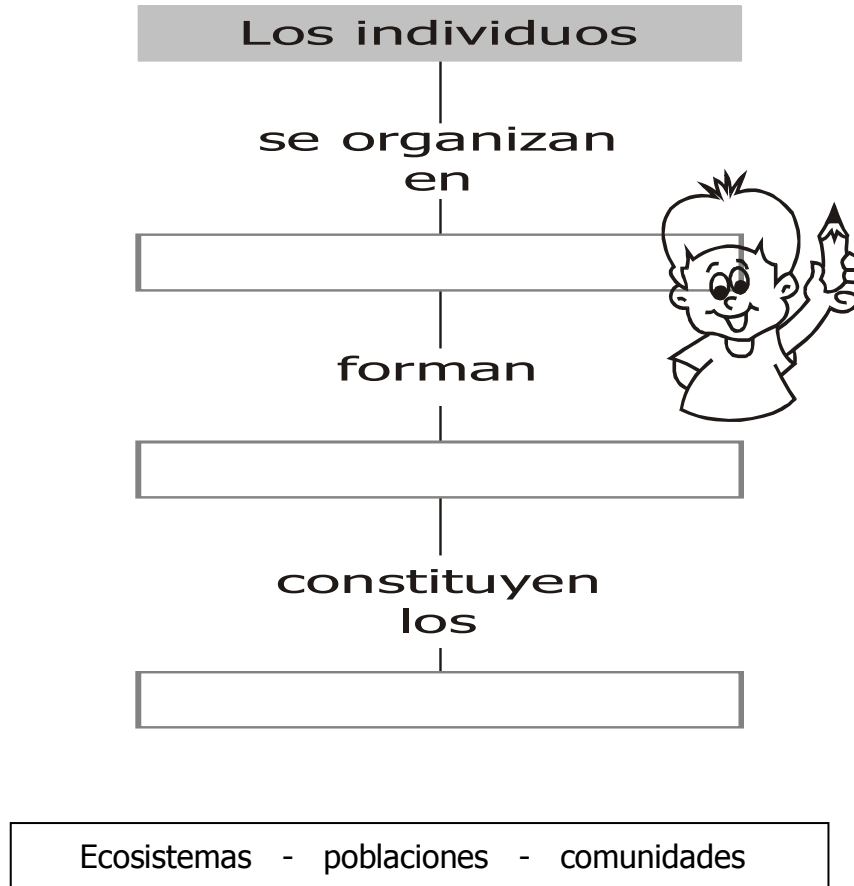 Los individuos
se organizan
en
forman
constituyen
los
Ecosistemas - poblaciones - comunidades